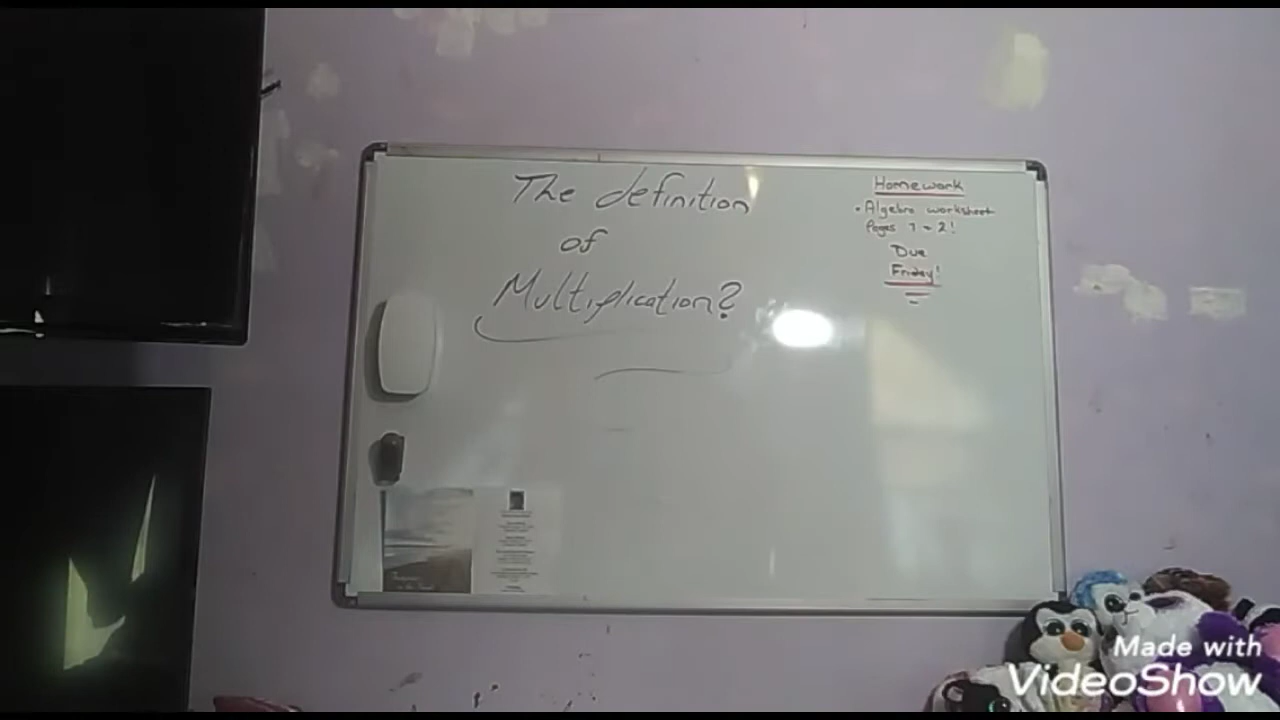 The definition
of
Multiplication?
Homework
• Algebra worksheet
Pages 1 - 2!
Due
Friday!
Made with
VideoShow